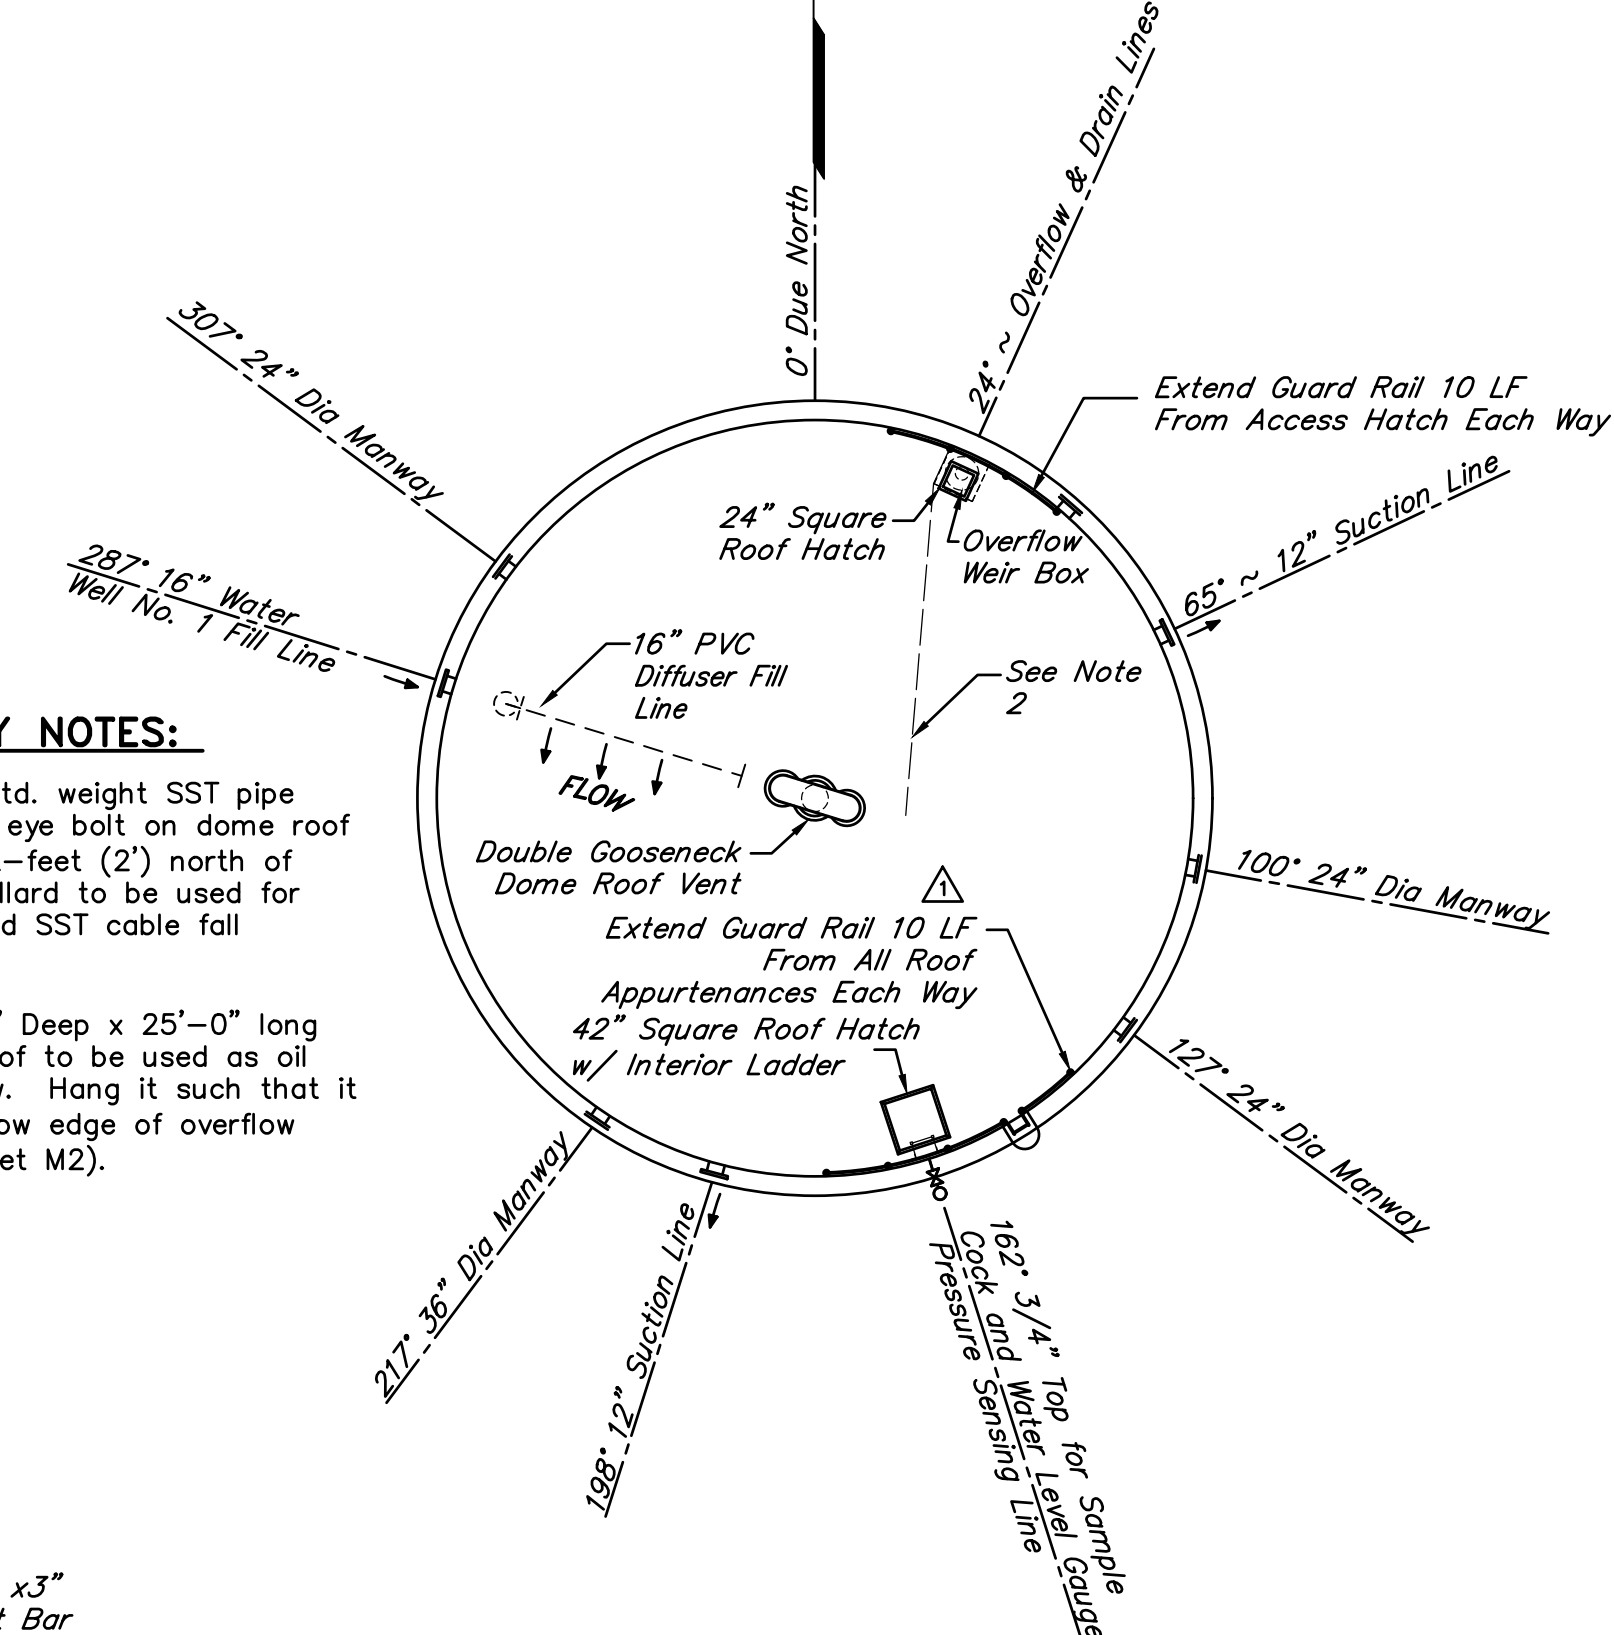 0° Due North
24° ~ Overflow & Drain Lines
Extend Guard Rail 10 LF
From Access Hatch Each Way
65° ~ 12" Suction Line
307° 24" Dia Manway
287° 16" Water
Well No. 1 Fill Line
24" Square
Roof Hatch
Overflow
Weir Box
16" PVC
Diffuser Fill
Line
See Note
2
FLOW
Double Gooseneck
Dome Roof Vent
1
100° 24" Dia Manway
Extend Guard Rail 10 LF
From All Roof
Appurtenances Each Way
42" Square Roof Hatch
w/ Interior Ladder
127° 24" Dia Manway
217° 36" Dia Manway
198° 12" Suction Line
162° 3/4" Top for Sample
Cock and Water Level Gauge
Pressure Sensing Line
Y NOTES:
td. weight SST pipe
eye bolt on dome roof
-feet (2') north of
llard to be used for
d SST cable fall
' Deep x 25'-0" long
of to be used as oil
. Hang it such that it
ow edge of overflow
et M2).
x3"
t Bar